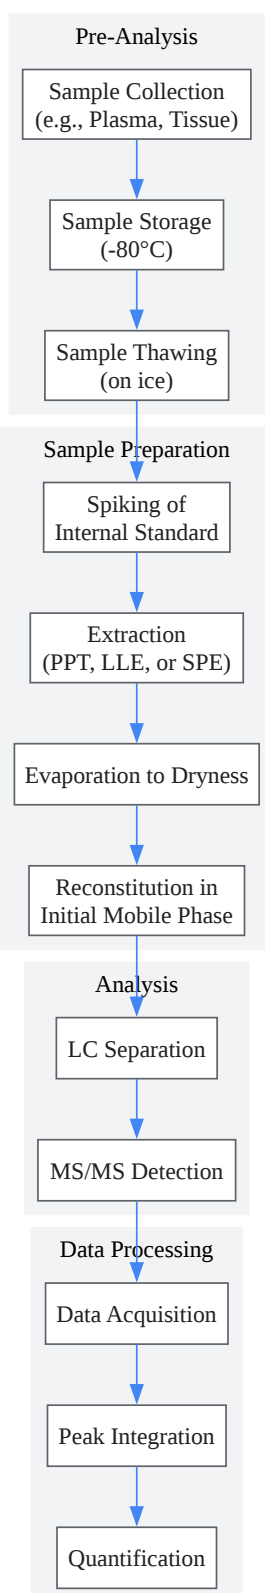 Pre-Analysis
Sample Collection
(e.g., Plasma, Tissue)
Sample Storage
(-80°C)
Sample Thawing
(on ice)
Sample Preparation
Spiking of
Internal Standard
Extraction
(PPT, LLE, or SPE)
Evaporation to Dryness
Reconstitution in
Initial Mobile Phase
Analysis
LC Separation
MS/MS Detection
Data Processing
Data Acquisition
Peak Integration
Quantification